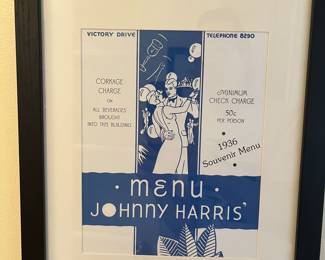 VICTORY DRIVE
TELEPHONE 8290
CORKAGE
CHARGE
ON
ALL BEVERAGES
BROUGHT
INTO THIS BUILDING
MINIMUM
CHECK CHARGE
50c
PER PERSON
• 1936 •
Souvenir Menu
• MENU •
JOHNNY HARRIS'